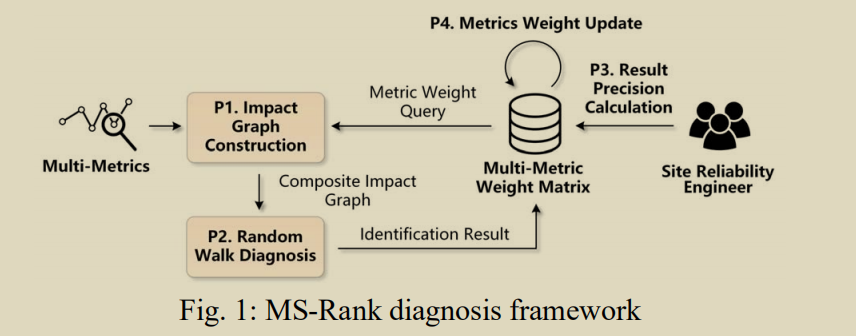 P4. Metrics Weight Update
P3. Result
Precision
Calculation
Metric Weight
Query
P1. Impact
Graph
Construction
Multi-Metrics
Multi-Metric
Weight Matrix
Site Reliability
Engineer
Composite Impact
Graph
P2. Random
Walk Diagnosis
Identification Result
Fig. 1: MS-Rank diagnosis framework